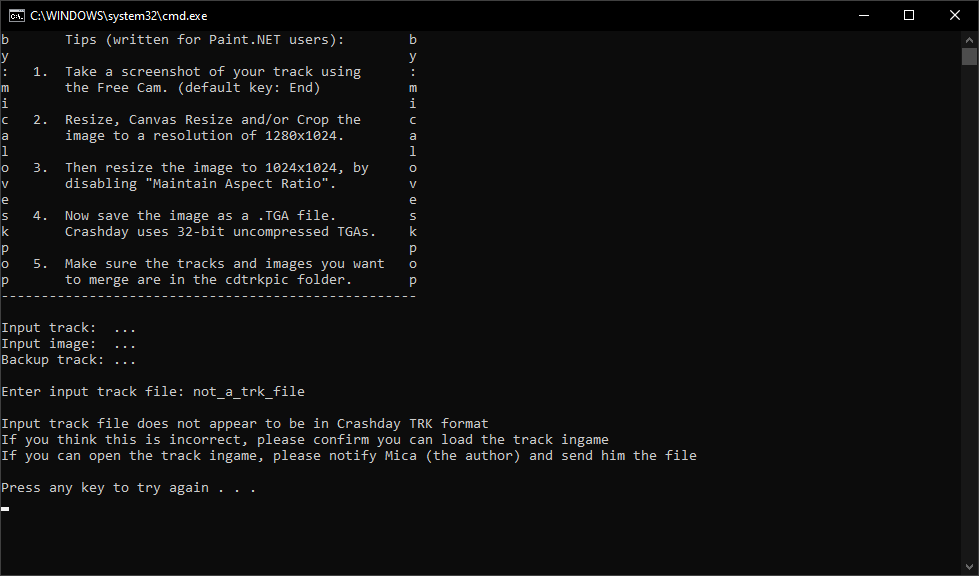 C:\WINDOWS\system32\cmd.exe
b Tips (written for Paint.NET users): b
y y
: 1. Take a screenshot of your track using :
m the Free Cam. (default key: End) m
i i
c 2. Resize, Canvas Resize and/or Crop the c
a image to a resolution of 1280x1024. a
l l
o 3. Then resize the image to 1024x1024, by o
v disabling "Maintain Aspect Ratio". v
e e
s 4. Now save the image as a .TGA file. s
k Crashday uses 32-bit uncompressed TGAs. k
p p
o 5. Make sure the tracks and images you want o
p to merge are in the cdtrkpic folder. p
----------------------------------------------------
Input track: ...
Input image: ...
Backup track: ...
Enter input track file: not_a_trk_file
Input track file does not appear to be in Crashday TRK format
If you think this is incorrect, please confirm you can load the track ingame
If you can open the track ingame, please notify Mica (the author) and send him the file
Press any key to try again . . .